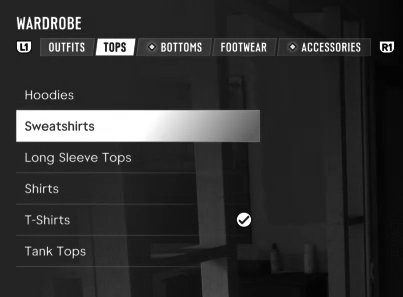 WARDROBE
L1 OUTFITS TOPS BOTTOMS FOOTWEAR ACCESSORIES R1
Hoodies
Sweatshirts
Long Sleeve Tops
Shirts
T-Shirts
Tank Tops